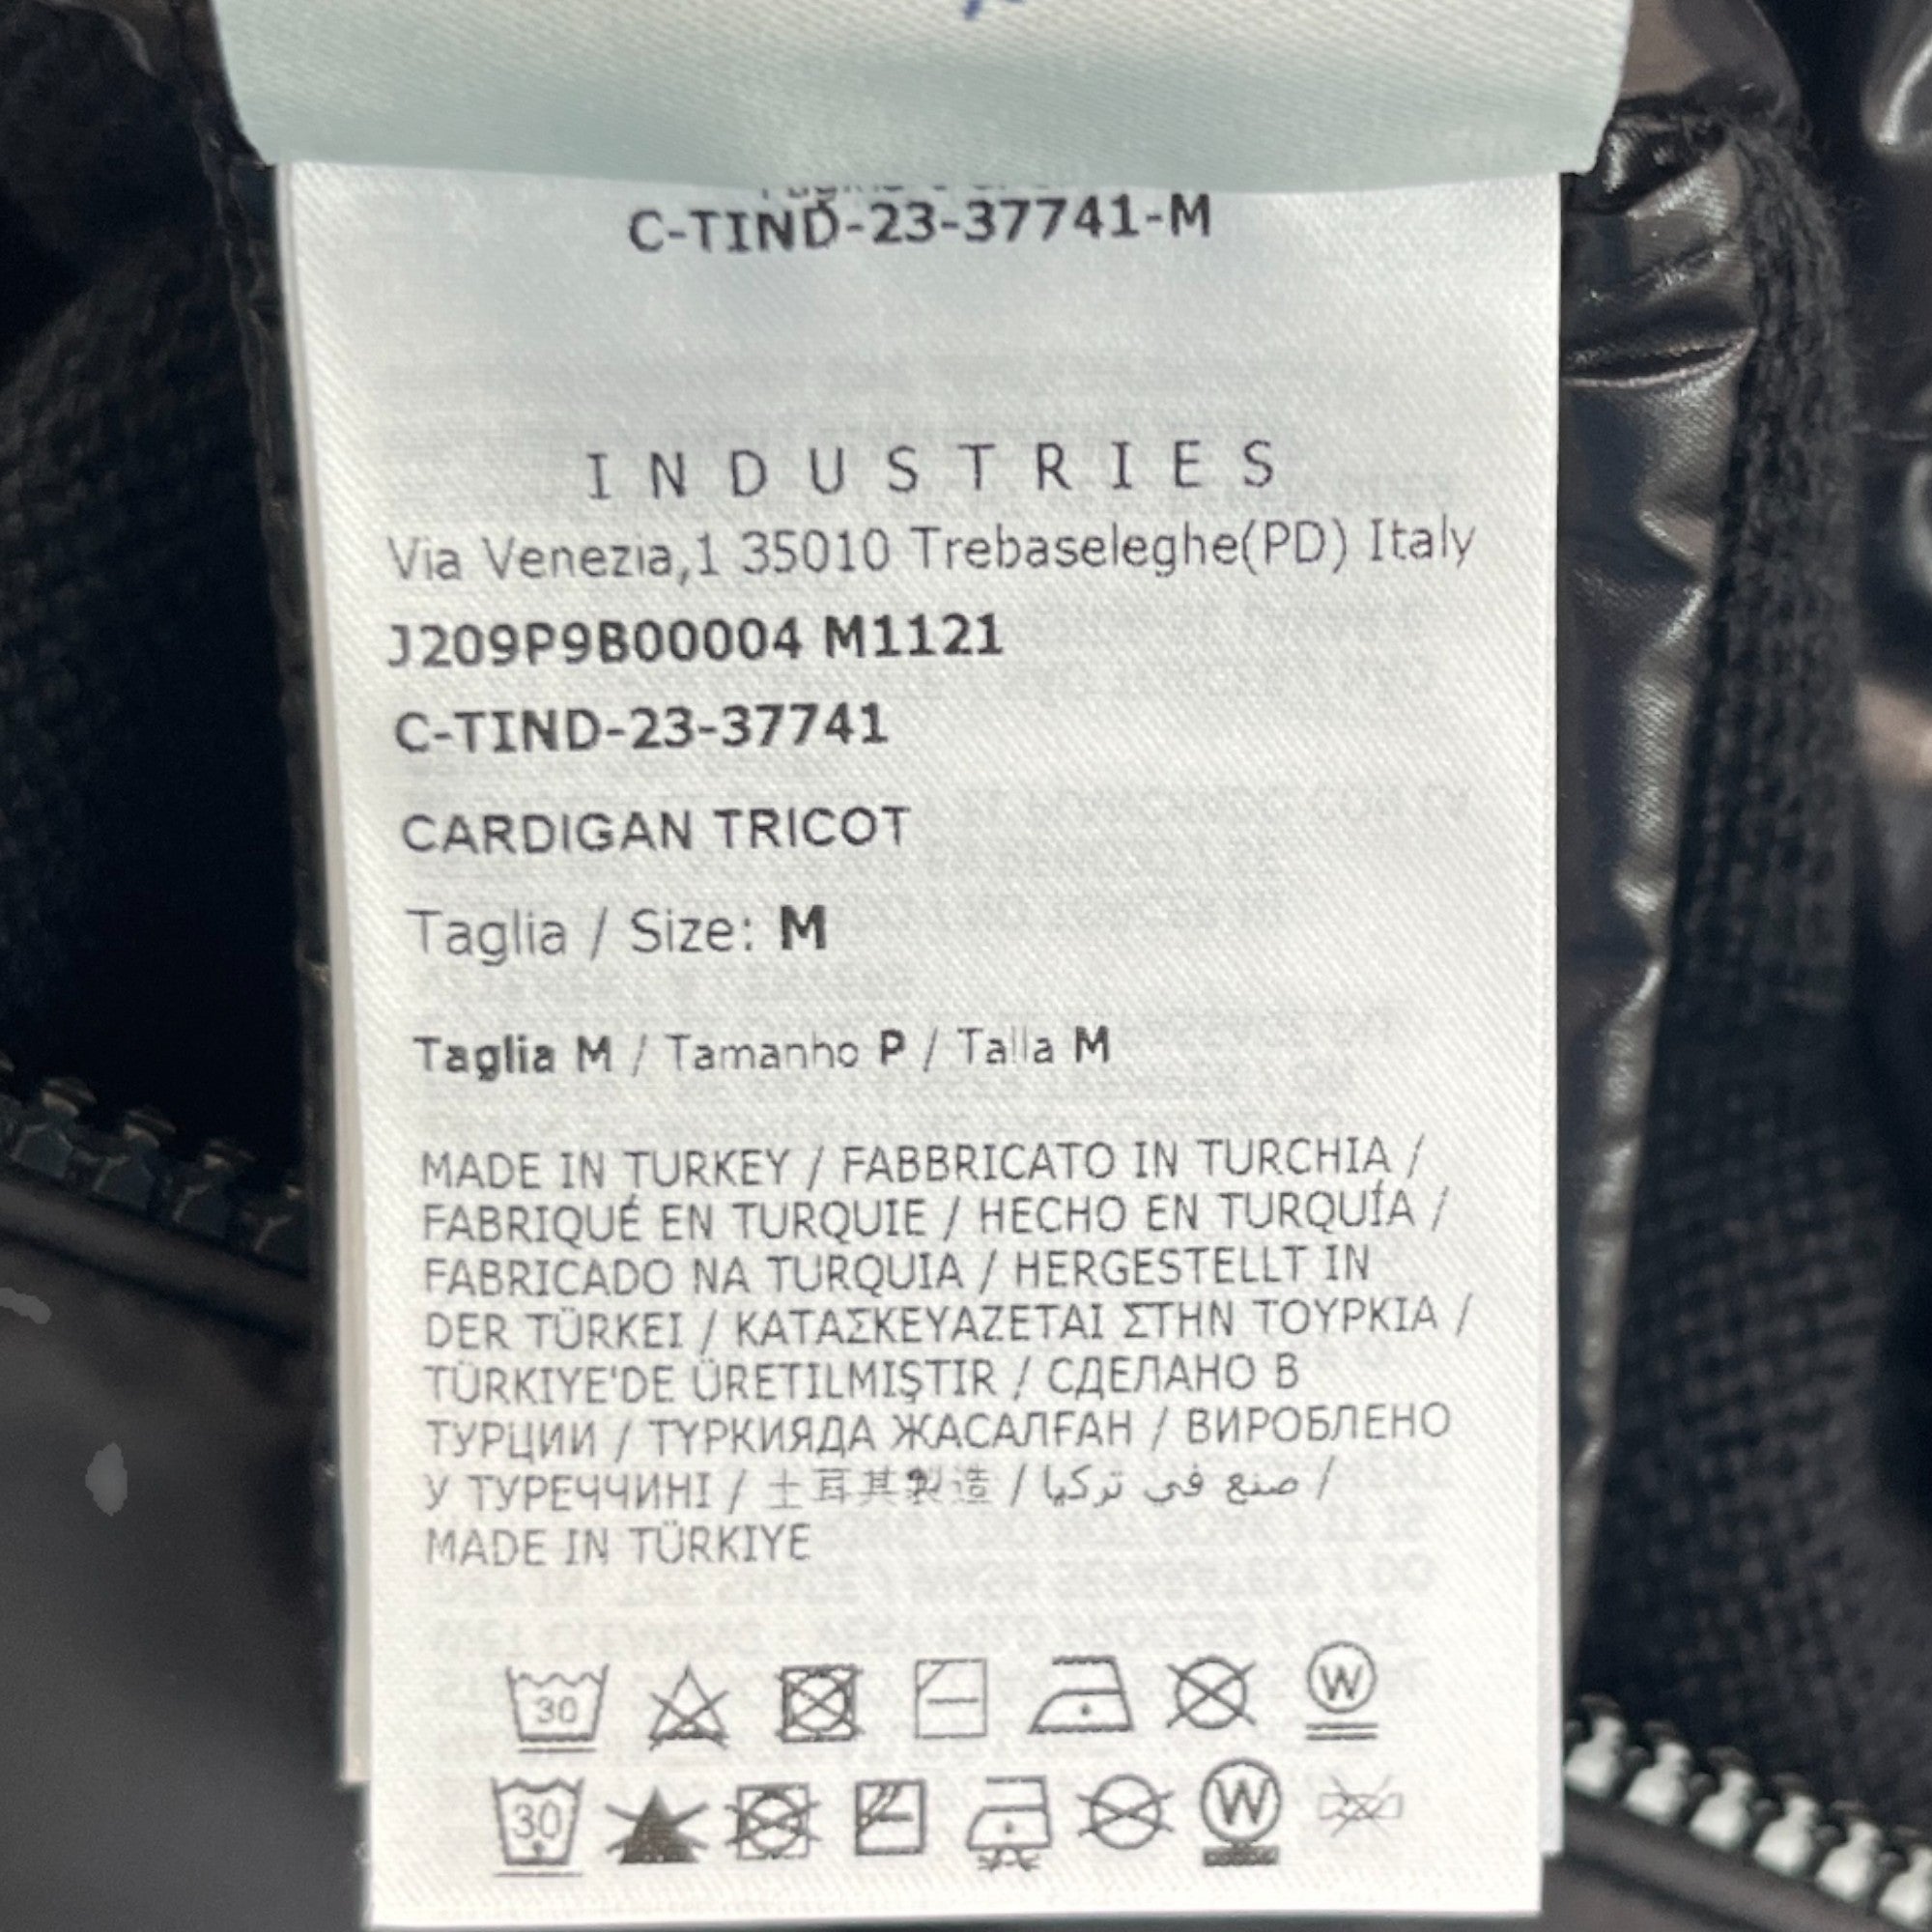 C-TIND-23-37741-M
INDUSTRIES
Via Venezia,1 35010 Trebaseleghe(PD) Italy
J209P9B00004 M1121
C-TIND-23-37741
CARDIGAN TRICOT
Taglia / Size: M
Taglia M / Tamanho P / Talla M
MADE IN TURKEY / FABBRICATO IN TURCHIA /
FABRIQUÉ EN TURQUIE / HECHO EN TURQUÍA /
FABRICADO NA TURQUIA / HERGESTELLT IN
DER TÜRKEI / ΚΑΤΑΣΚΕΥΑΖΕΤΑΙ ΣΤΗΝ ΤΟΥΡΚΙΑ /
TÜRKIYE'DE ÜRETILMIŞTIR / СДЕЛАНО В
ТУРЦИИ / ТҮРКИЯДА ЖАСАЛҒАН / ВИРОБЛЕНО
У ТУРЕЧЧИНІ / 土耳其製造 / صنع في تركيا /
MADE IN TÜRKIYE
30 W
30 W